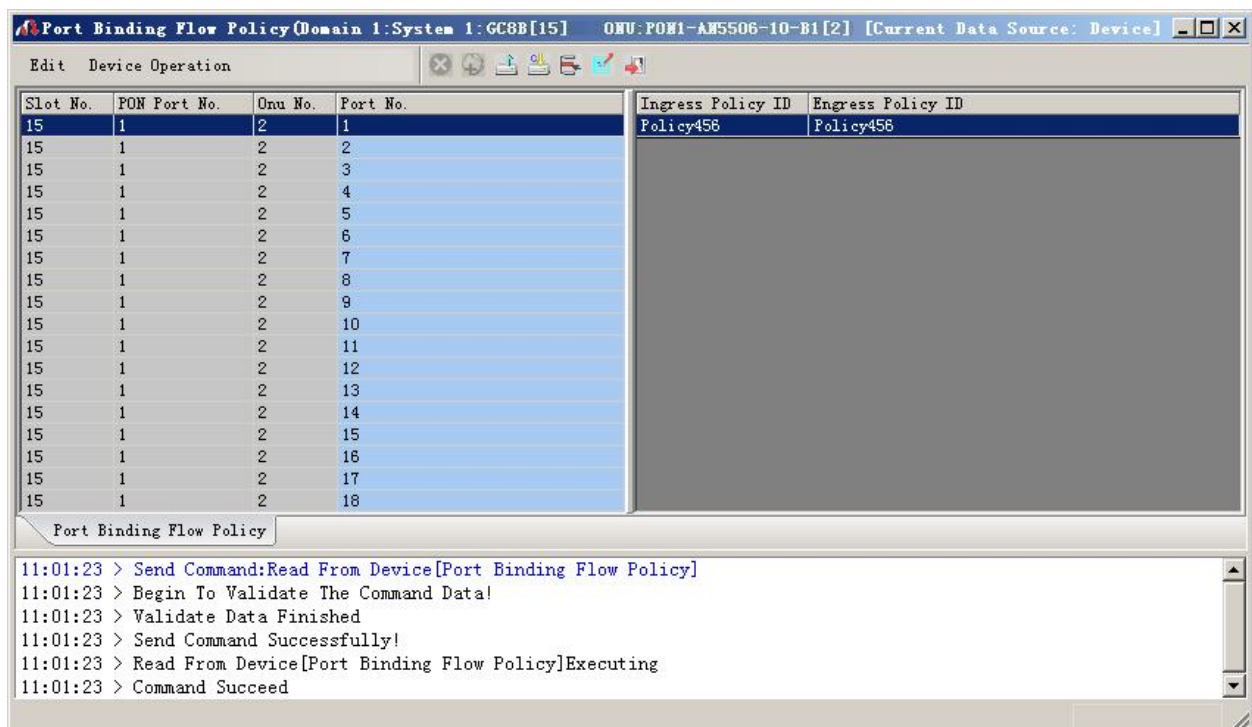 Port Binding Flow Policy(Domain 1:System 1:GC8B[15] ONU:PON1-AN5506-10-B1[2] [Current Data Source: Device]
Edit Device Operation
Slot No. PON Port No. Onu No. Port No. Ingress Policy ID Engress Policy ID
15 1 2 1 Policy456 Policy456
15 1 2 2
15 1 2 3
15 1 2 4
15 1 2 5
15 1 2 6
15 1 2 7
15 1 2 8
15 1 2 9
15 1 2 10
15 1 2 11
15 1 2 12
15 1 2 13
15 1 2 14
15 1 2 15
15 1 2 16
15 1 2 17
15 1 2 18
Port Binding Flow Policy
11:01:23 > Send Command:Read From Device[Port Binding Flow Policy]
11:01:23 > Begin To Validate The Command Data!
11:01:23 > Validate Data Finished
11:01:23 > Send Command Successfully!
11:01:23 > Read From Device[Port Binding Flow Policy]Executing
11:01:23 > Command Succeed